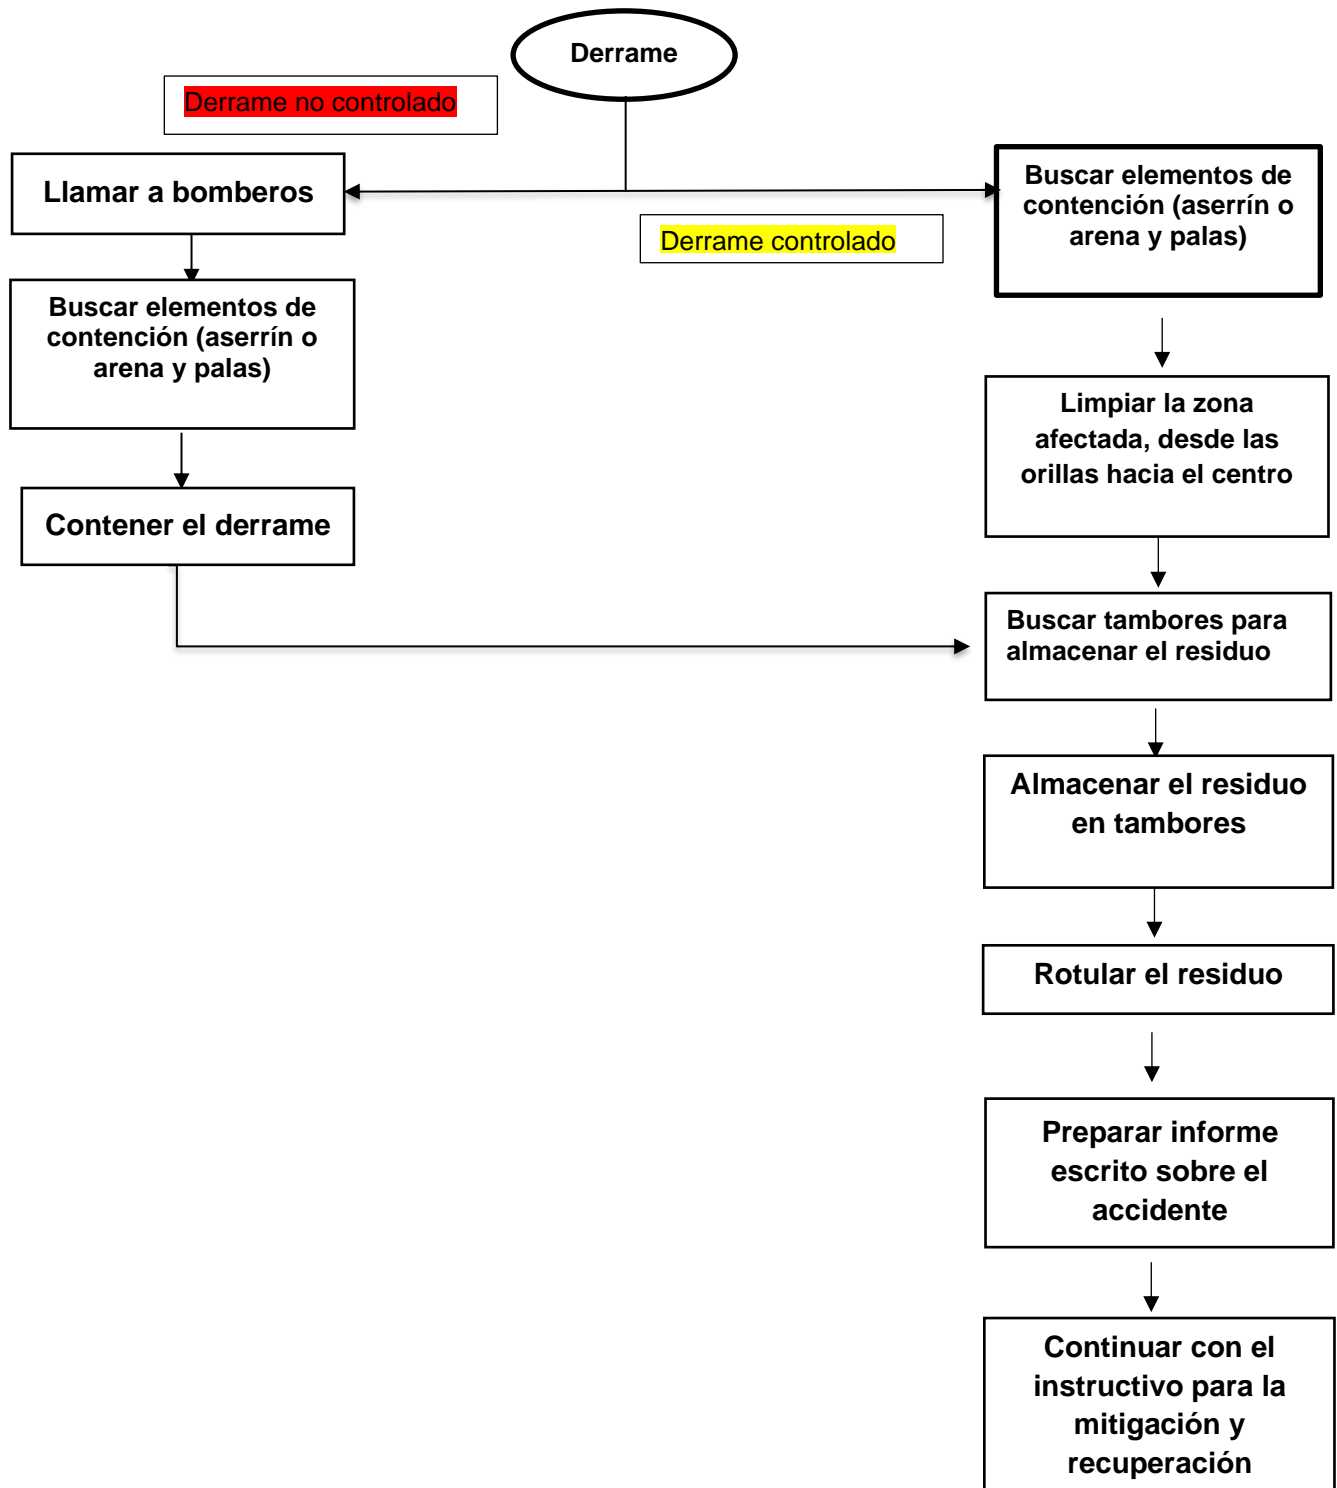 Derrame
Derrame no controlado
Llamar a bomberos
Buscar elementos de
contención (aserrín o
arena y palas)
Derrame controlado
Buscar elementos de
contención (aserrín o
arena y palas)
Contener el derrame
Limpiar la zona
afectada, desde las
orillas hacia el centro
Buscar tambores para
almacenar el residuo
Almacenar el residuo
en tambores
Rotular el residuo
Preparar informe
escrito sobre el
accidente
Continuar con el
instructivo para la
mitigación y
recuperación